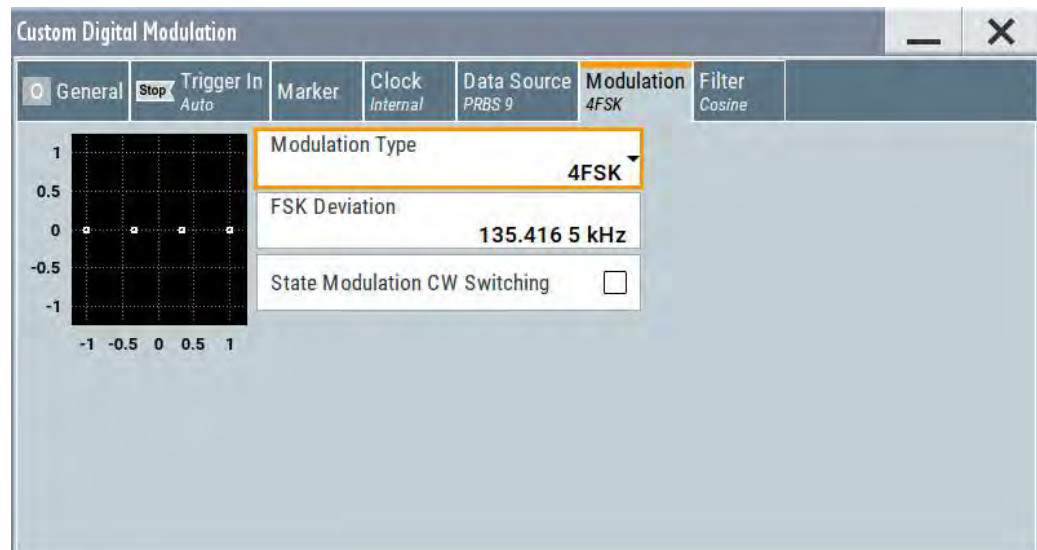 Custom Digital Modulation
O General
Stop Trigger In
Auto
Marker
Clock
Internal
Data Source
PRBS 9
Modulation
4FSK
Filter
Cosine
1
0.5
0
-0.5
-1
-1 -0.5 0 0.5 1
Modulation Type
4FSK
FSK Deviation
135.416 5 kHz
State Modulation CW Switching